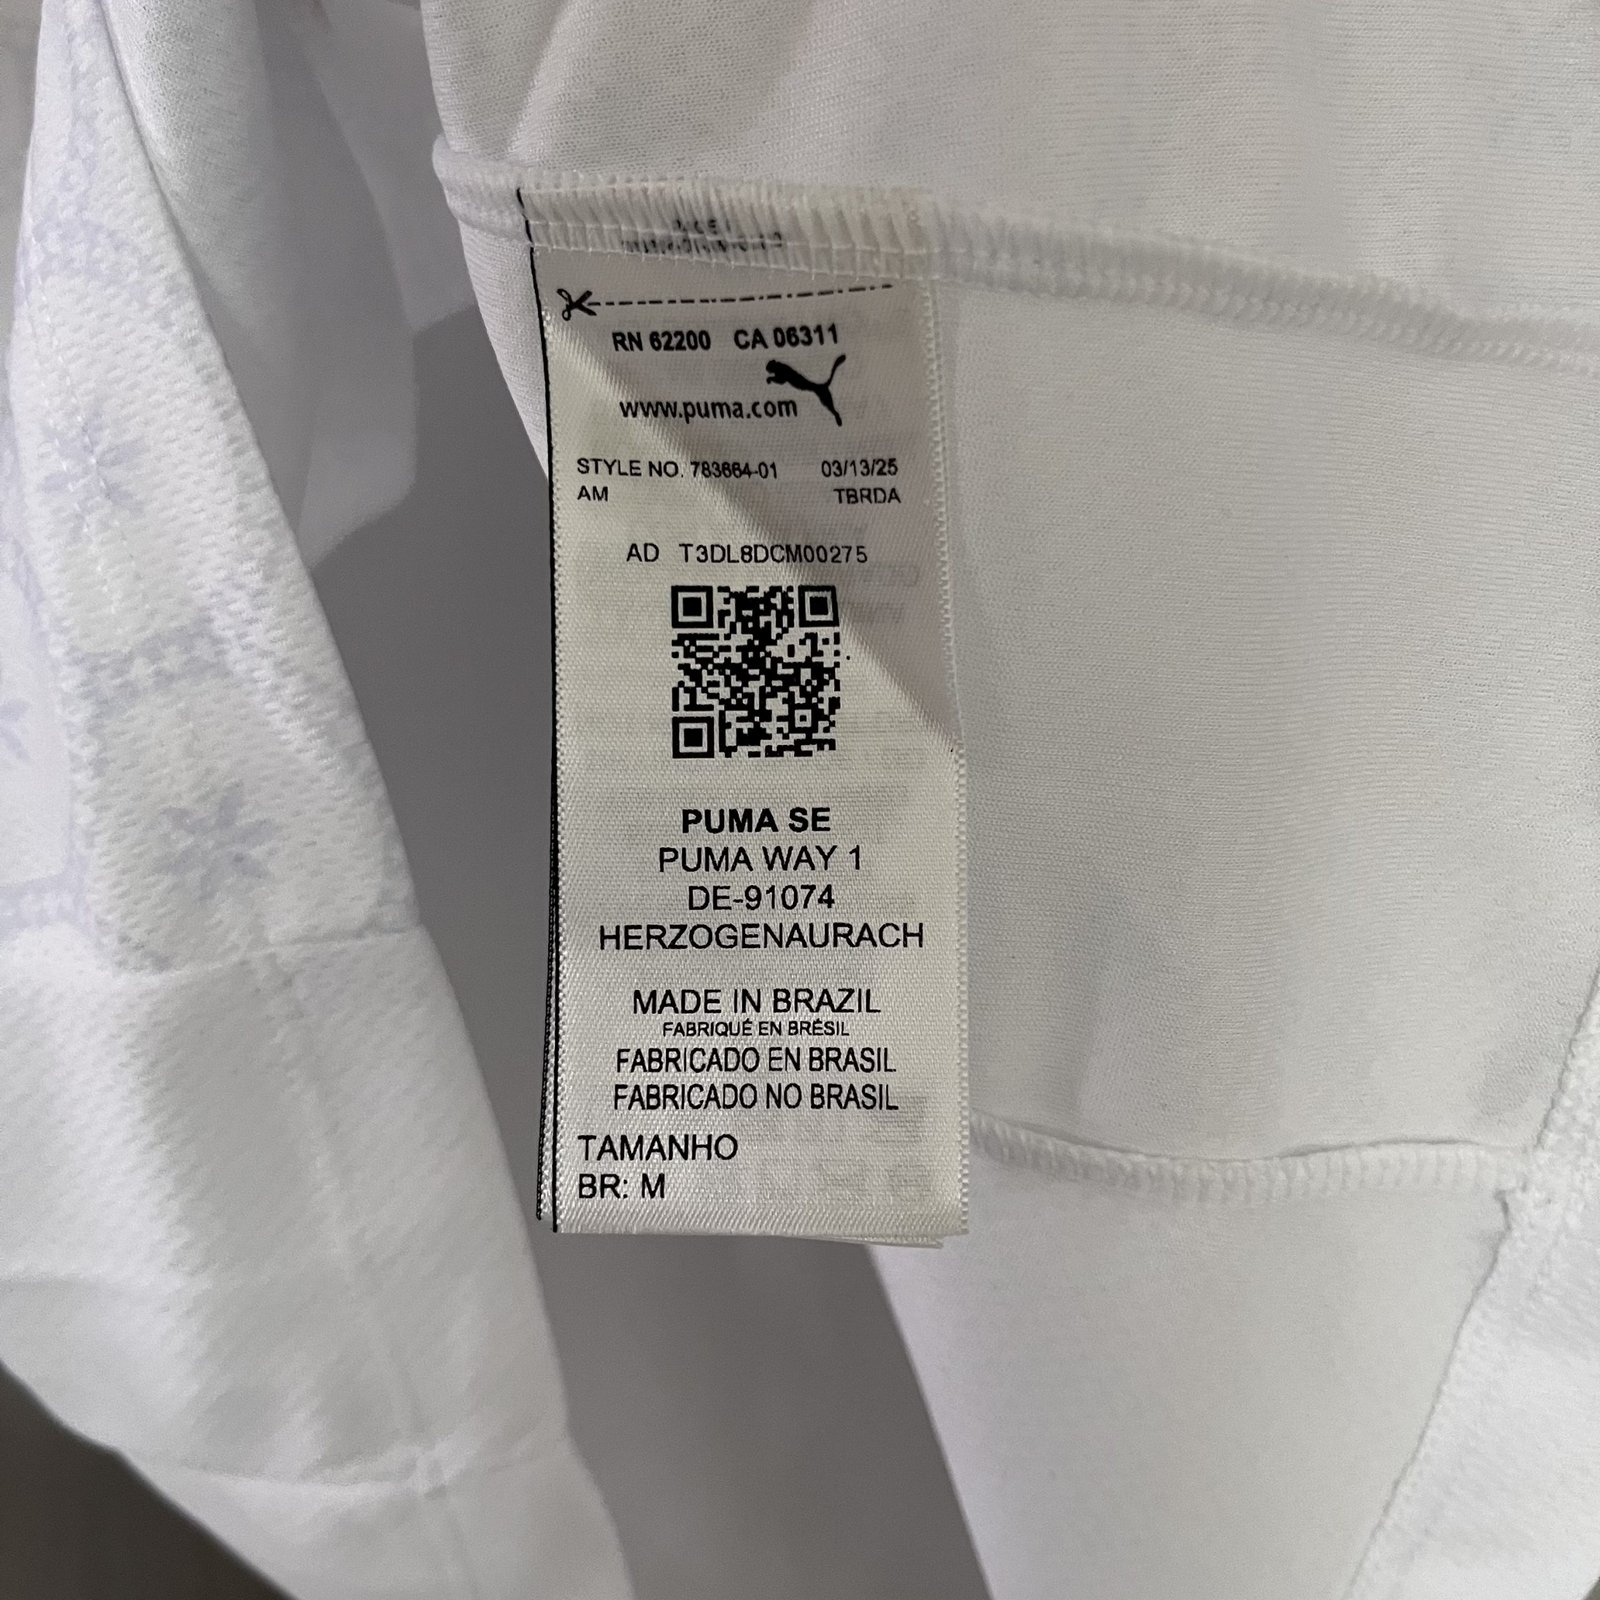 RN 62200 CA 06311
www.puma.com
STYLE NO. 783664-01 03/13/25
AM TBRDA
AD T3DL8DCM00275
PUMA SE
PUMA WAY 1
DE-91074
HERZOGENAURACH
MADE IN BRAZIL
FABRIQUÉ EN BRÉSIL
FABRICADO EN BRASIL
FABRICADO NO BRASIL
TAMANHO
BR: M